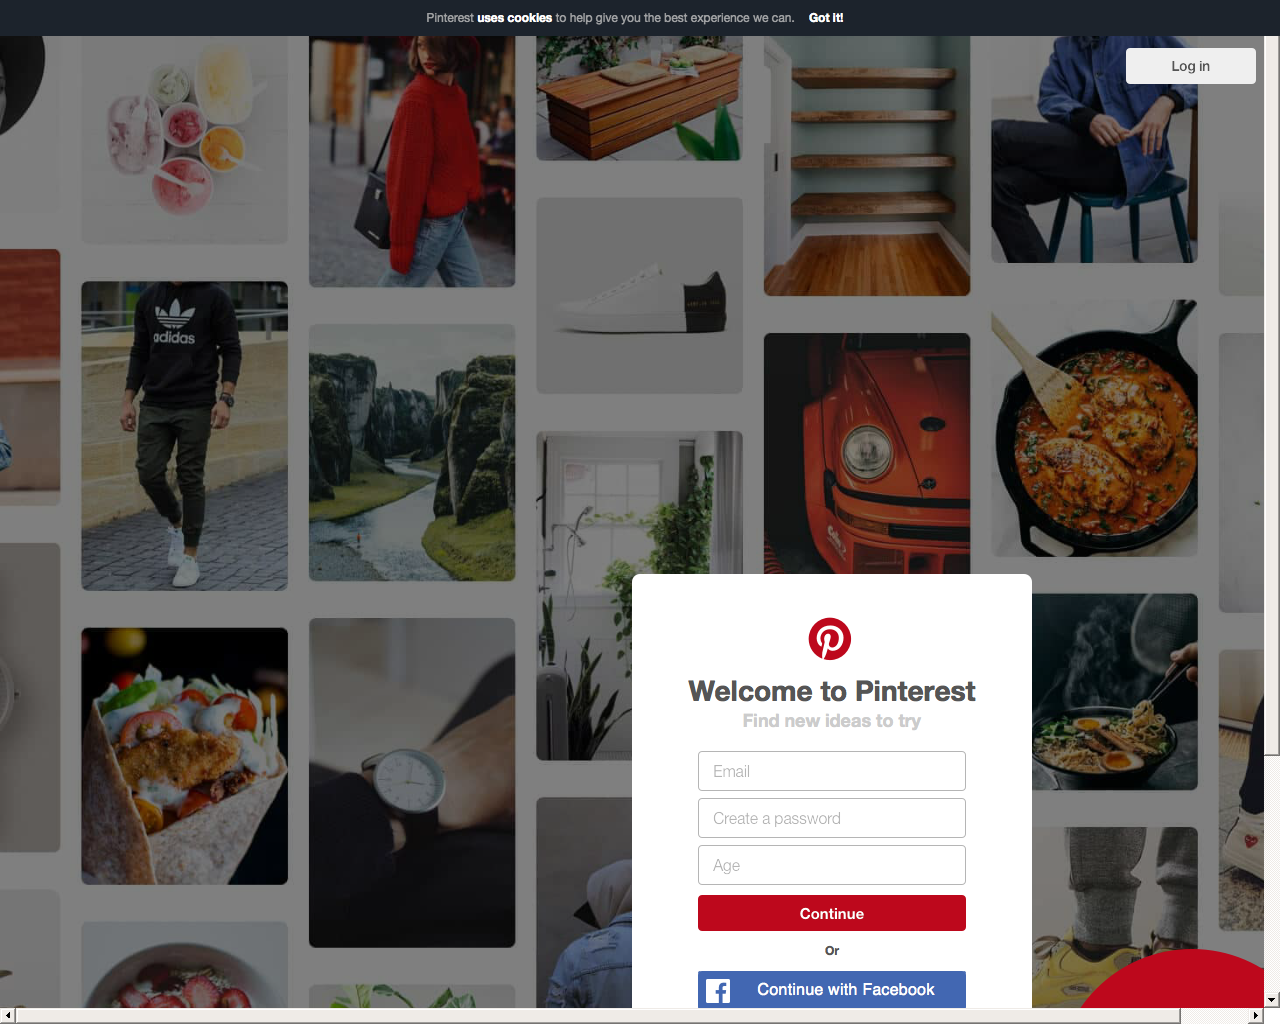 Pinterest uses cookies to help give you the best experience we can. Got it!
Log in
adidas
Welcome to Pinterest
Find new ideas to try
Email
Create a password
Age
Continue
Or
Continue with Facebook